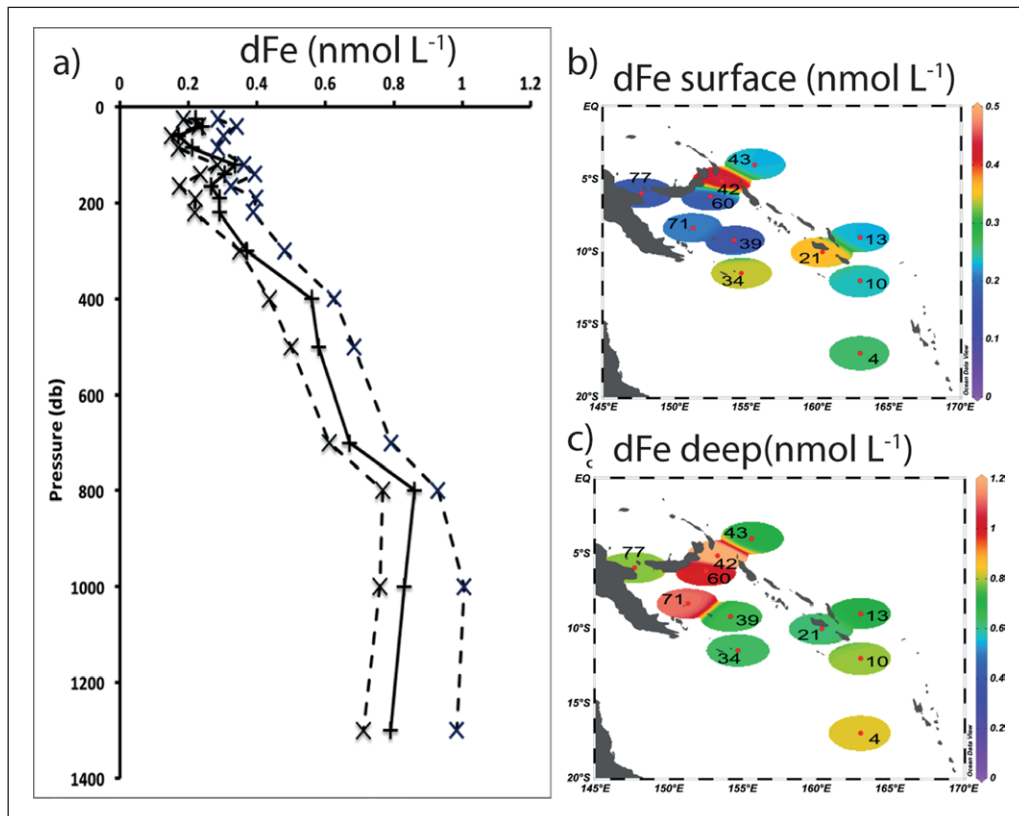 a)
dFe (nmol L⁻¹)
0 0.2 0.4 0.6 0.8 1 1.2
0
200
400
600
800
1000
1200
1400
Pressure (db)
b)
dFe surface (nmol L⁻¹)
EQ
5°S
10°S
15°S
20°S
145°E 150°E 155°E 160°E 165°E 170°E
43
77
42
60
71
39
13
21
34
10
4
0.5
0.4
0.3
0.2
0.1
0
Ocean Data View
c)
c
dFe deep(nmol L⁻¹)
EQ
5°S
10°S
15°S
20°S
145°E 150°E 155°E 160°E 165°E 170°E
43
77
42
60
71
39
13
21
34
10
4
1.2
1
0.8
0.6
0.4
0.2
0
Ocean Data View